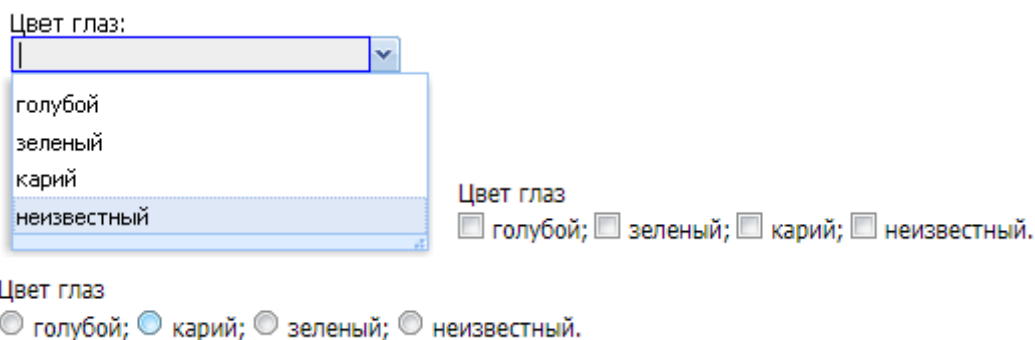 Цвет глаз:
голубой
зеленый
карий
неизвестный
Цвет глаз
голубой; зеленый; карий; неизвестный.
Цвет глаз
голубой; карий; зеленый; неизвестный.